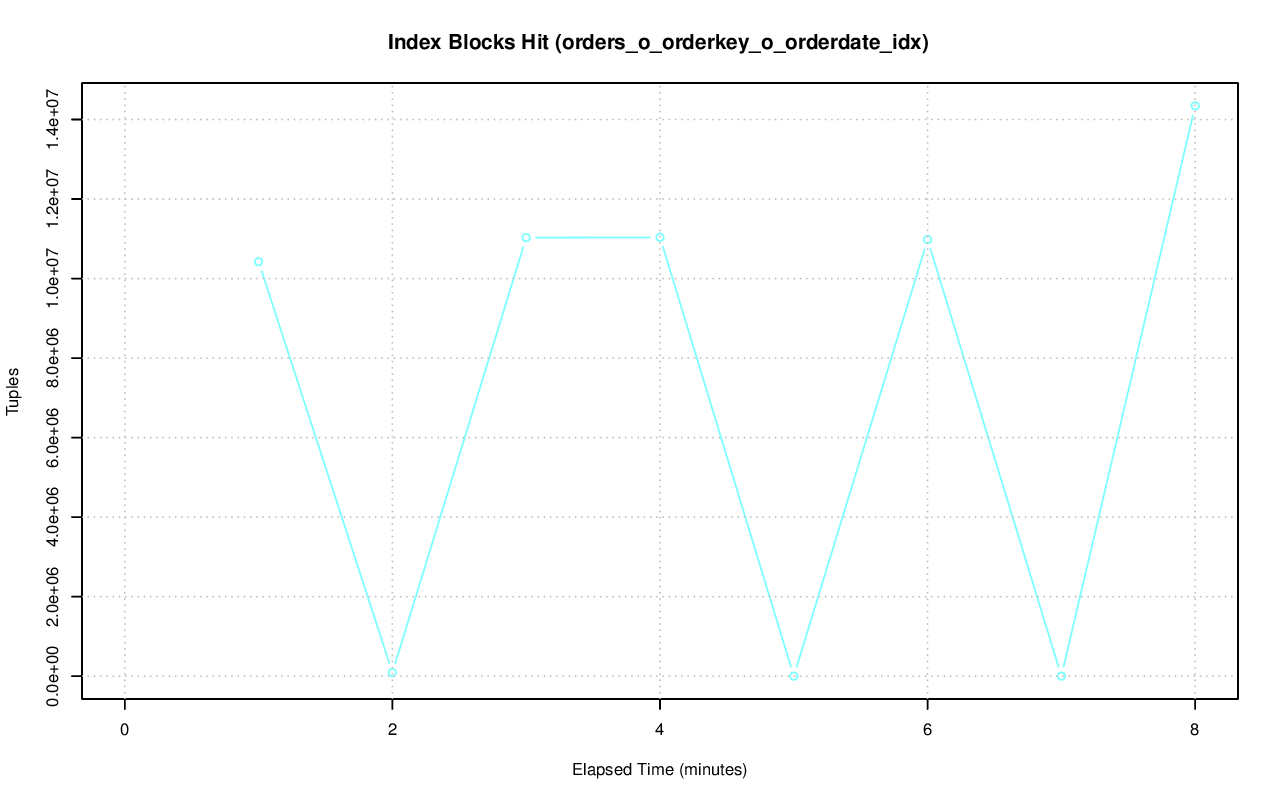 Index Blocks Hit (orders_o_orderkey_o_orderdate_idx)
1.4e+07
1.2e+07
1.0e+07
8.0e+06
6.0e+06
4.0e+06
2.0e+06
0.0e+00
Tuples
0 2 4 6 8
Elapsed Time (minutes)